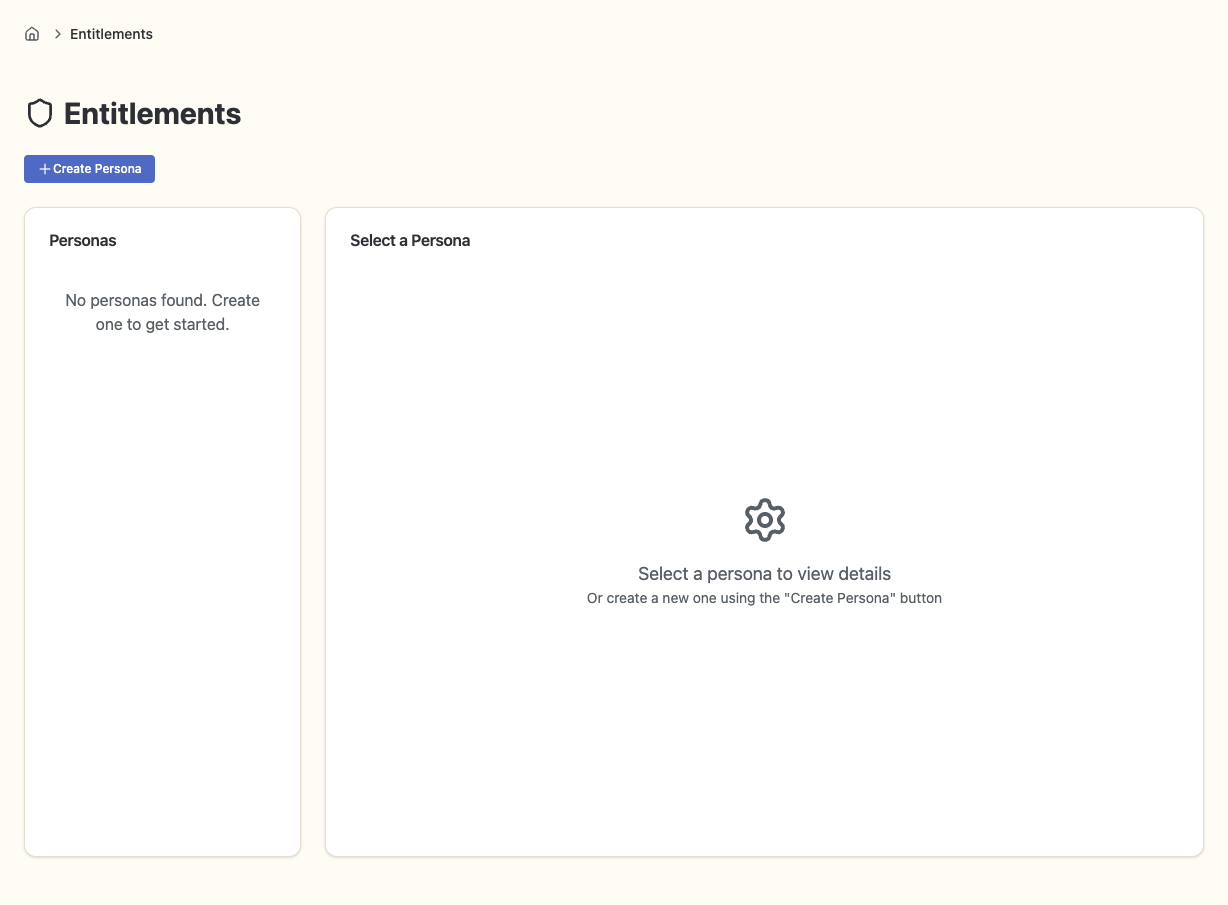 Entitlements
Entitlements
Create Persona
Personas
No personas found. Create
one to get started.
Select a Persona
Select a persona to view details
Or create a new one using the "Create Persona" button